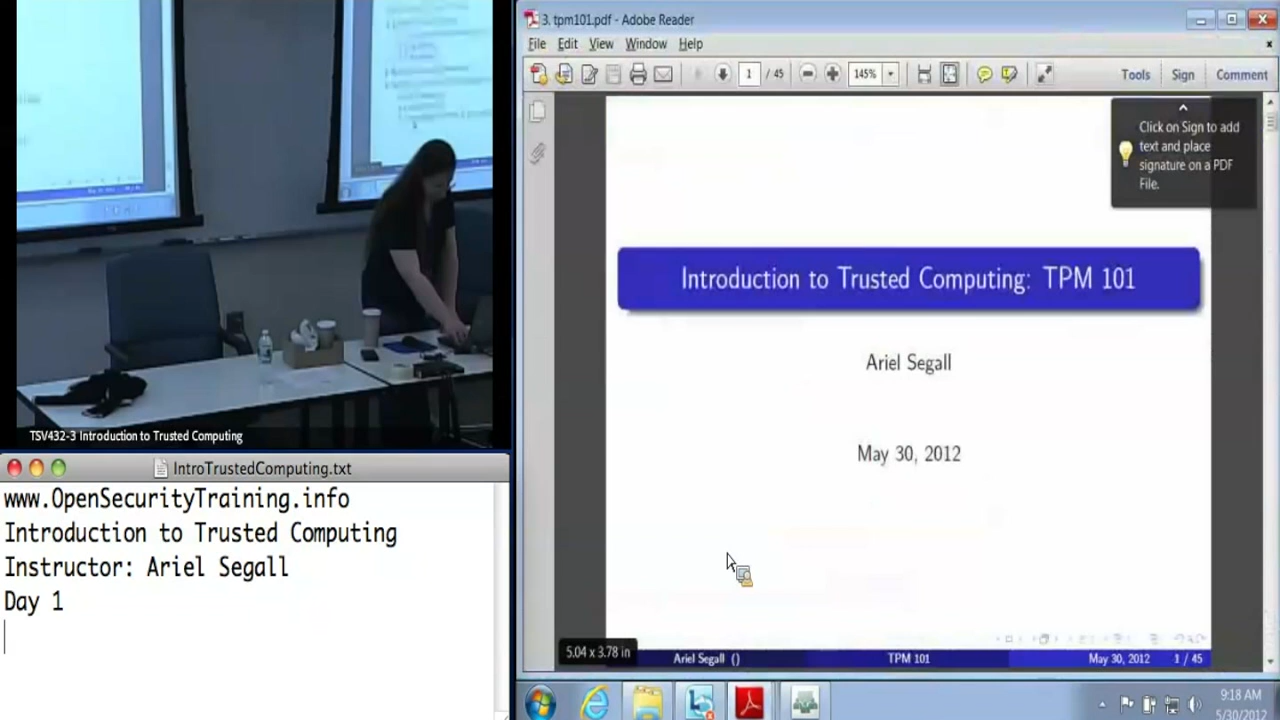 TSV432-3 Introduction to Trusted Computing
IntroTrustedComputing.txt
www.OpenSecurityTraining.info
Introduction to Trusted Computing
Instructor: Ariel Segall
Day 1
3. tpm101.pdf - Adobe Reader
File Edit View Window Help
1 / 45 145% Tools Sign Comment
Click on Sign to add
text and place
signature on a PDF
File.
Introduction to Trusted Computing: TPM 101
Ariel Segall
May 30, 2012
5.04 x 3.78 in
Ariel Segall () TPM 101 May 30, 2012 1 / 45
9:18 AM
5/30/2012